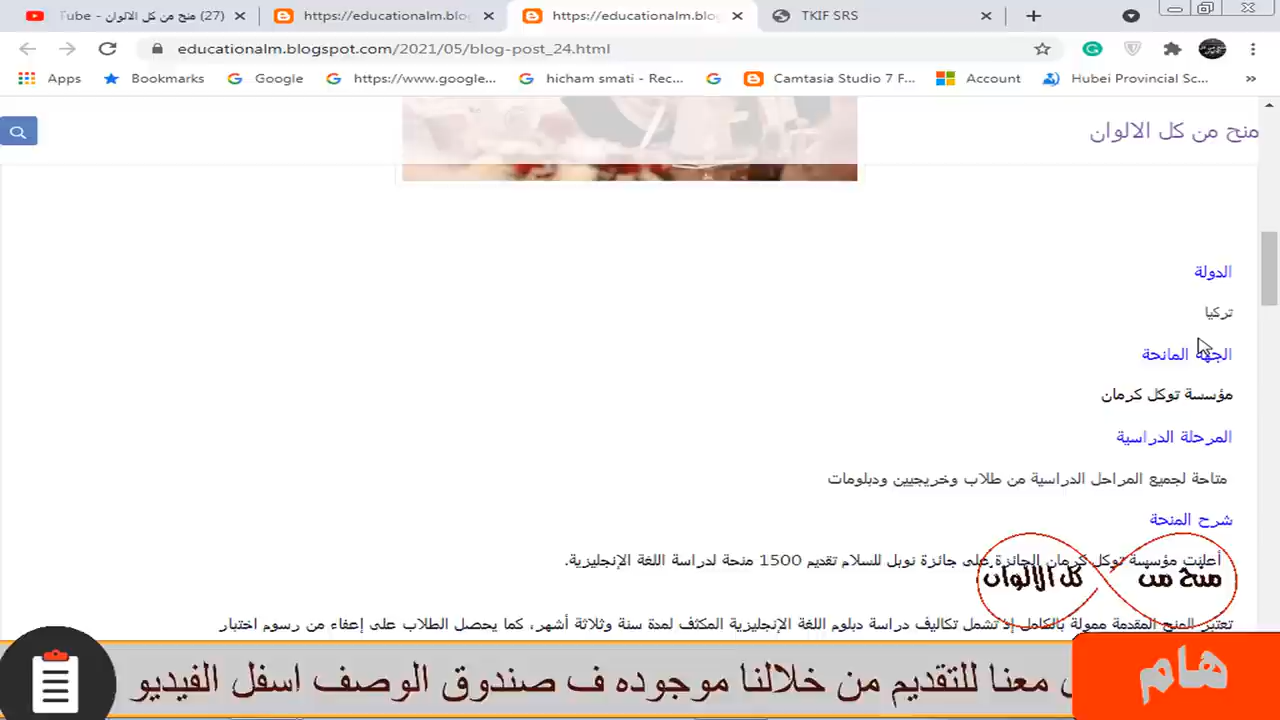 (27) منح من كل الالوان - Tube
https://educationalm.blog
https://educationalm.blog
TKIF SRS
educationalm.blogspot.com/2021/05/blog-post_24.html
Apps
Bookmarks
Google
https://www.google...
hicham smati - Rec...
Camtasia Studio 7 F...
Account
Hubei Provincial Sc...
»
منح من كل الالوان
الدولة
تركيا
الجهة المانحة
مؤسسة توكل كرمان
المرحلة الدراسية
متاحة لجميع المراحل الدراسية من طلاب وخريجيين ودبلومات
شرح المنحة
أعلنت مؤسسة توكل كرمان الحائزة على جائزة نوبل للسلام تقديم 1500 منحة لدراسة اللغة الإنجليزية.
منح من كل الالوان
تعتبر المنح المقدمة ممولة بالكامل إذ تشمل تكاليف دراسة دبلوم اللغة الإنجليزية المكثف لمدة سنة وثلاثة أشهر، كما يحصل الطلاب على إعفاء من رسوم اختبار
هام
معنا للتقديم من خلالنا موجوده ف صندوق الوصف اسفل الفيديو